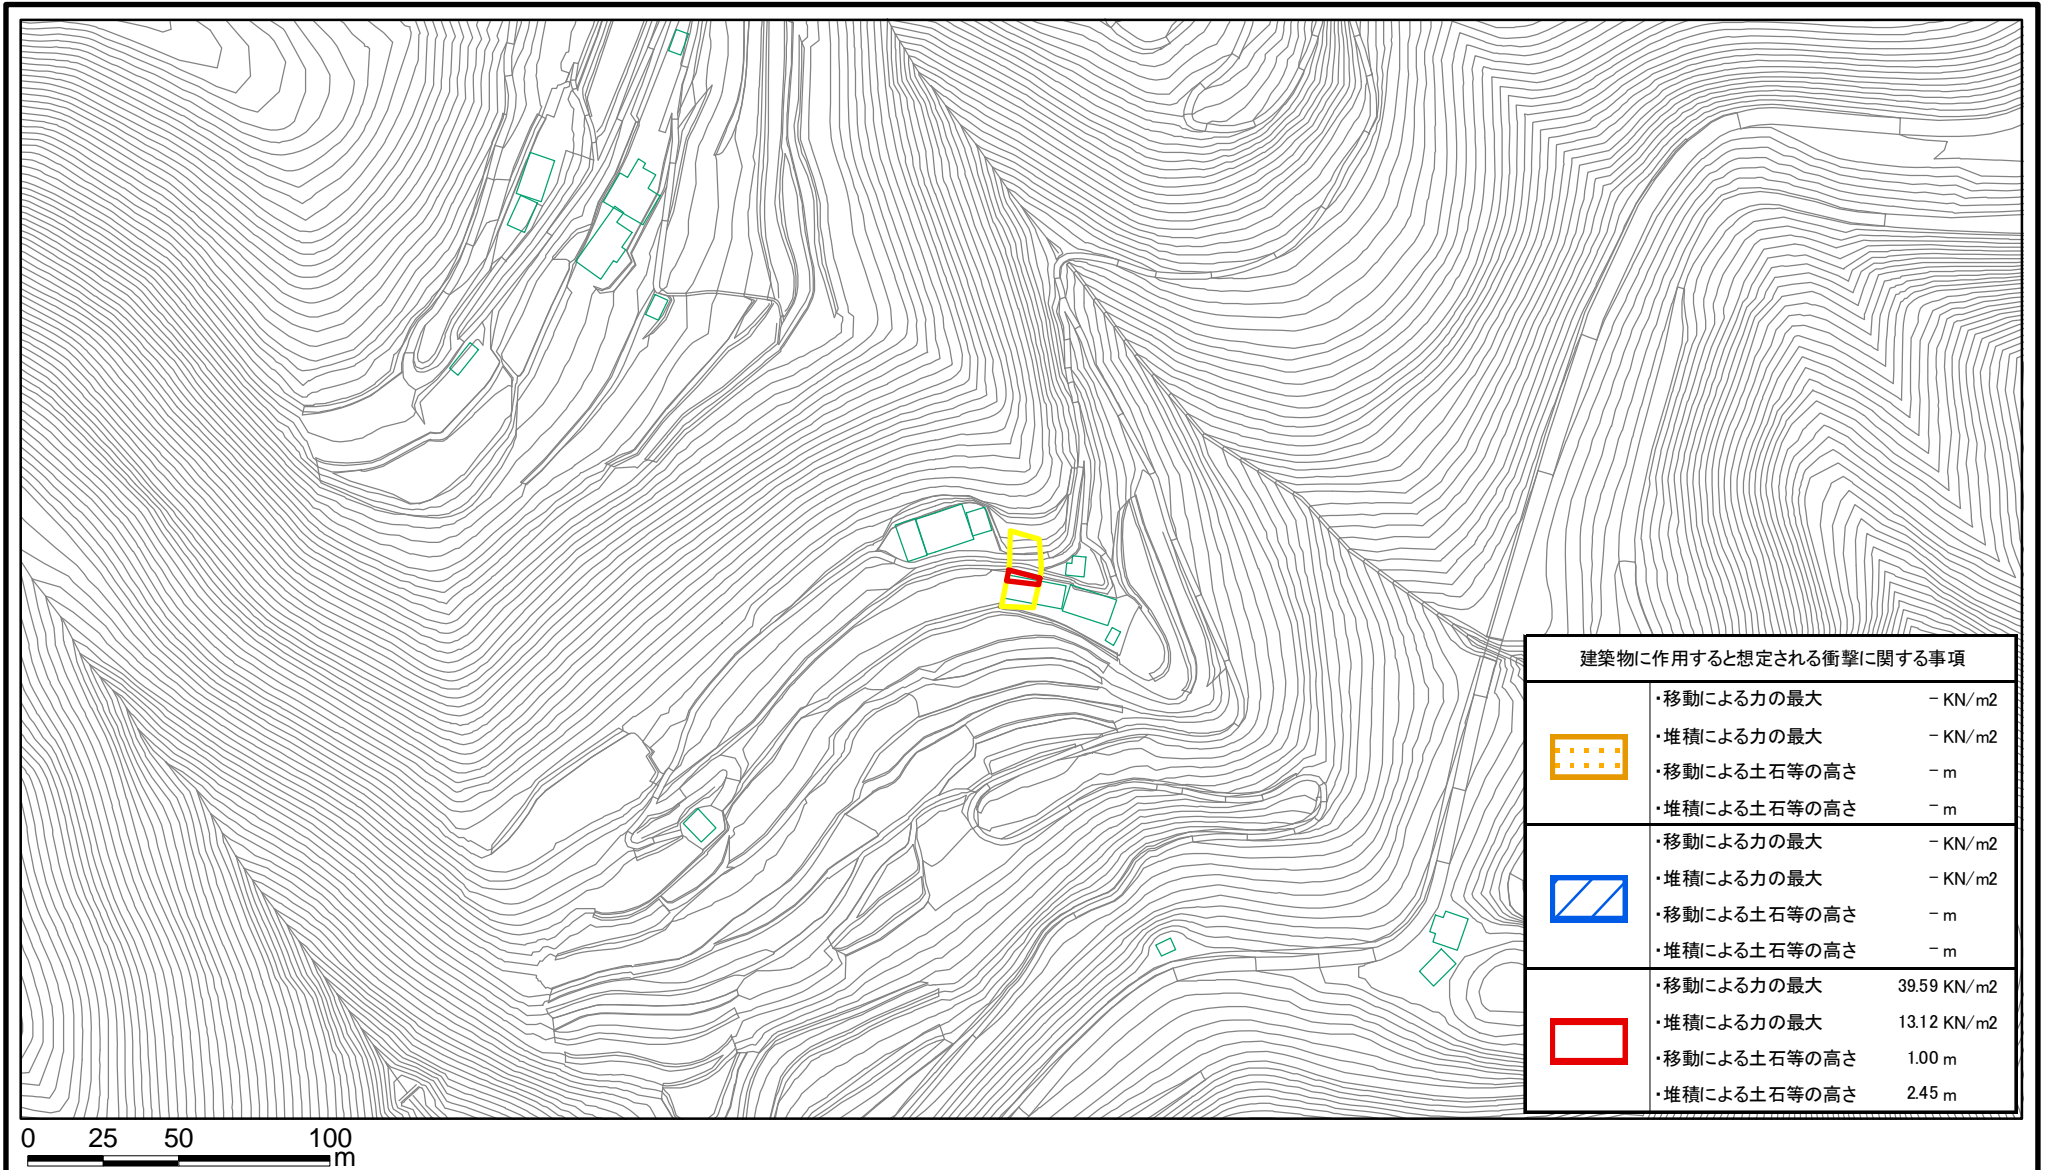 建築物に作用すると想定される衝撃に関する事項
・移動による力の最大 － KN/m2
・堆積による力の最大 － KN/m2
・移動による土石等の高さ － m
・堆積による土石等の高さ － m
・移動による力の最大 － KN/m2
・堆積による力の最大 － KN/m2
・移動による土石等の高さ － m
・堆積による土石等の高さ － m
・移動による力の最大 39.59 KN/m2
・堆積による力の最大 13.12 KN/m2
・移動による土石等の高さ 1.00 m
・堆積による土石等の高さ 2.45 m
0 25 50 100
m